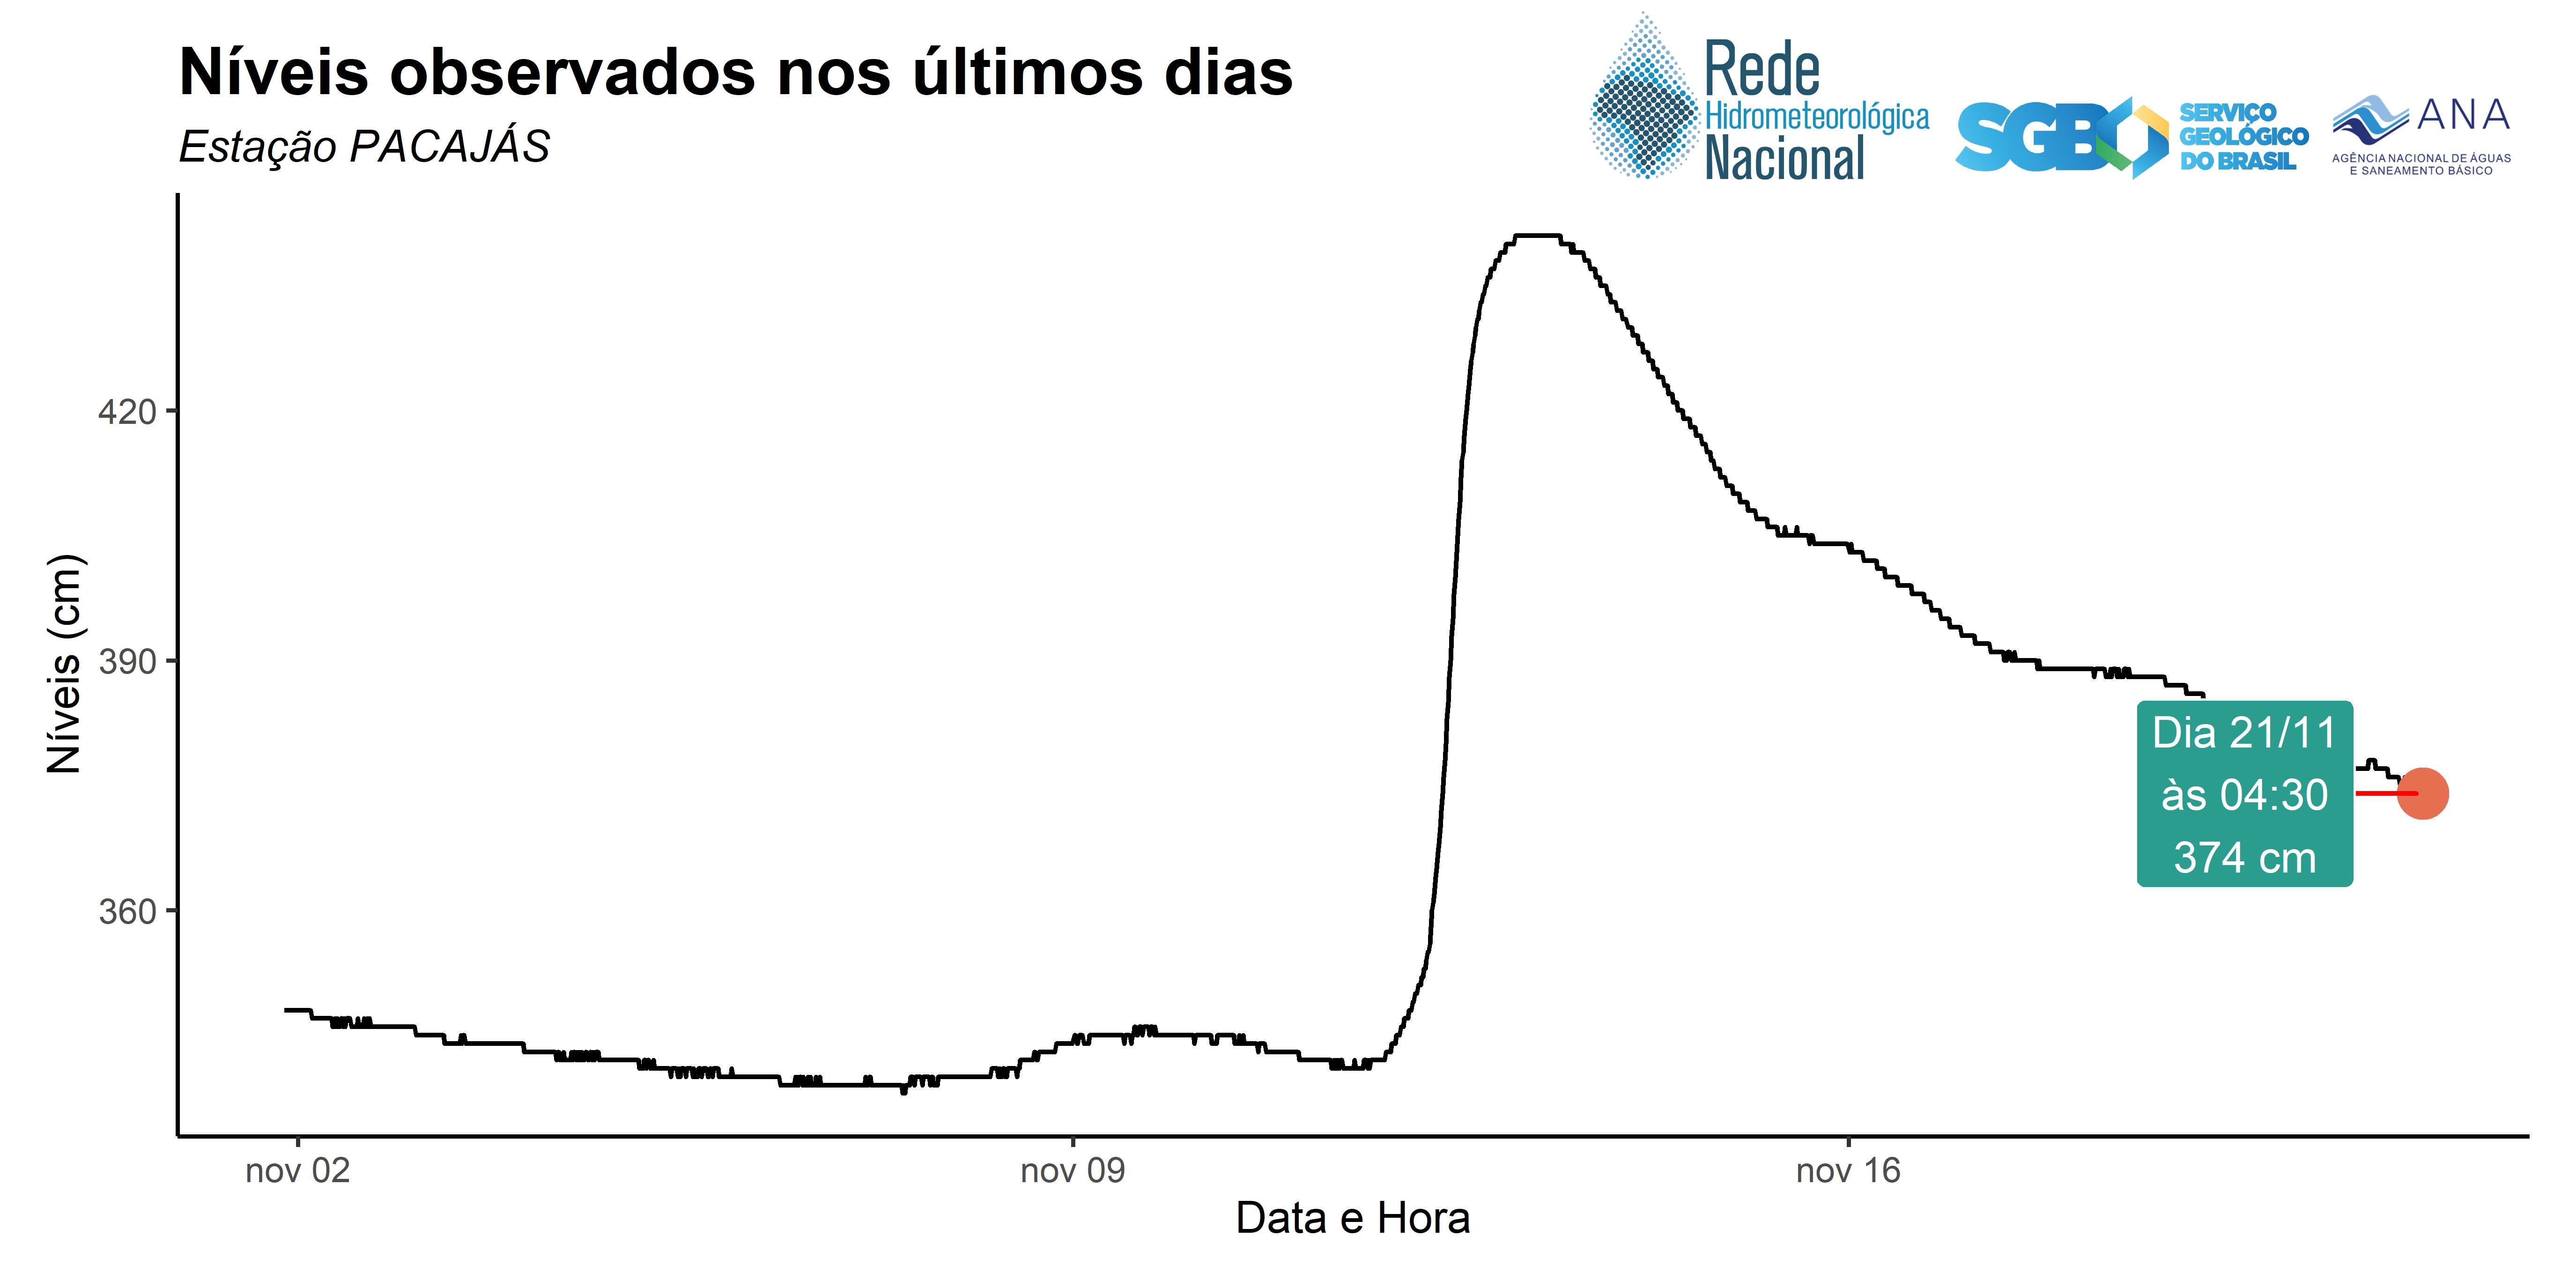 Níveis observados nos últimos dias
Estação PACAJÁS
Rede
Hidrometeorológica
Nacional
SGB
SERVIÇO
GEOLÓGICO
DO BRASIL
ANA
AGÊNCIA NACIONAL DE ÁGUAS
E SANEAMENTO BÁSICO
Níveis (cm)
420
390
360
Dia 21/11
às 04:30
374 cm
nov 02
nov 09
nov 16
Data e Hora